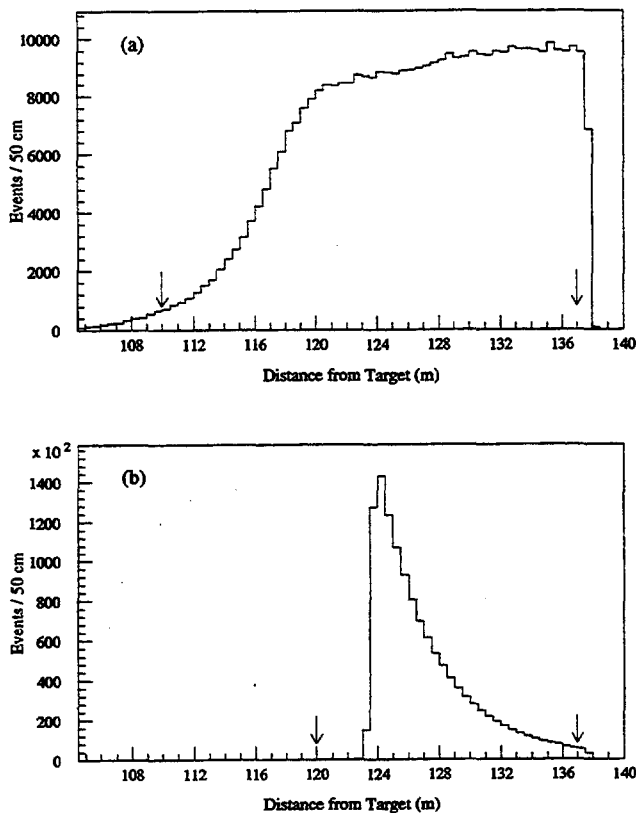 (a)
10000
8000
6000
4000
2000
0
Events / 50 cm
108 112 116 120 124 128 132 136 140
Distance from Target (m)
x 10²
(b)
1400
1200
1000
800
600
400
200
0
Events / 50 cm
108 112 116 120 124 128 132 136 140
Distance from Target (m)